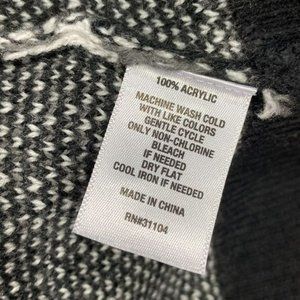 100% ACRYLIC
MACHINE WASH COLD
WITH LIKE COLORS
GENTLE CYCLE
ONLY NON-CHLORINE
BLEACH
IF NEEDED
DRY FLAT
COOL IRON IF NEEDED
MADE IN CHINA
RN#31104